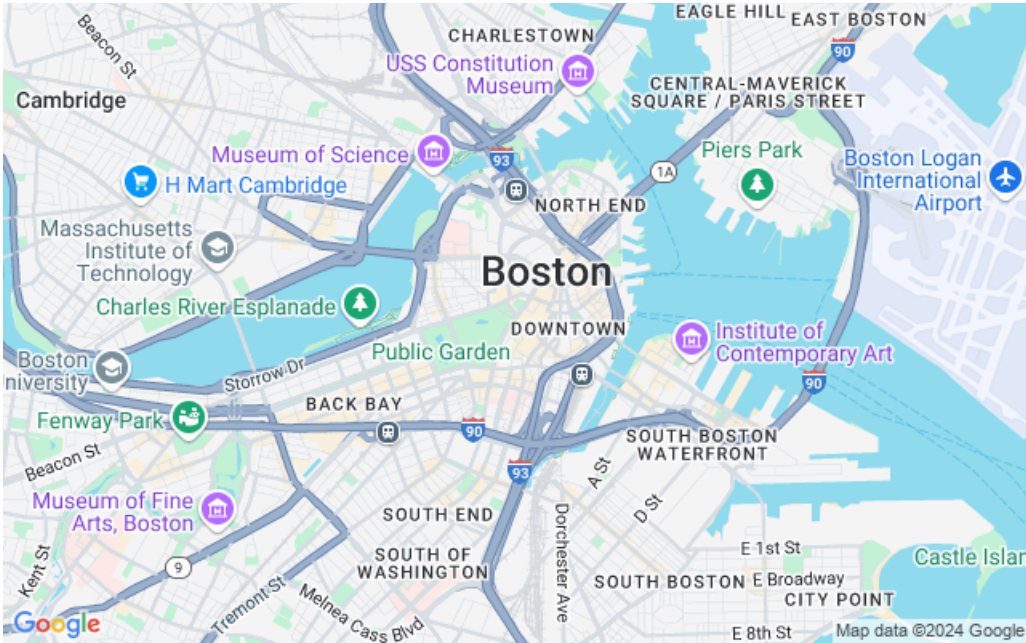 EAGLE HILL
EAST BOSTON
Beacon St
CHARLESTOWN
90
USS Constitution
Museum
CENTRAL-MAVERICK
SQUARE / PARIS STREET
Cambridge
Museum of Science
93
Piers Park
1A
Boston Logan
International
Airport
H Mart Cambridge
NORTH END
Massachusetts
Institute of
Technology
Boston
Charles River Esplanade
DOWNTOWN
Institute of
Contemporary Art
Public Garden
Boston
niversity
Storrow Dr
90
BACK BAY
Fenway Park
90
SOUTH BOSTON
WATERFRONT
Beacon St
93
A St
Museum of Fine
Arts, Boston
D St
SOUTH END
Dorchester Ave
E 1st St
Castle Islan
SOUTH OF
WASHINGTON
Kent St
9
SOUTH BOSTON
E Broadway
CITY POINT
Tremont St
Melnea Cass Blvd
Google
E 8th St
Map data ©2024 Google